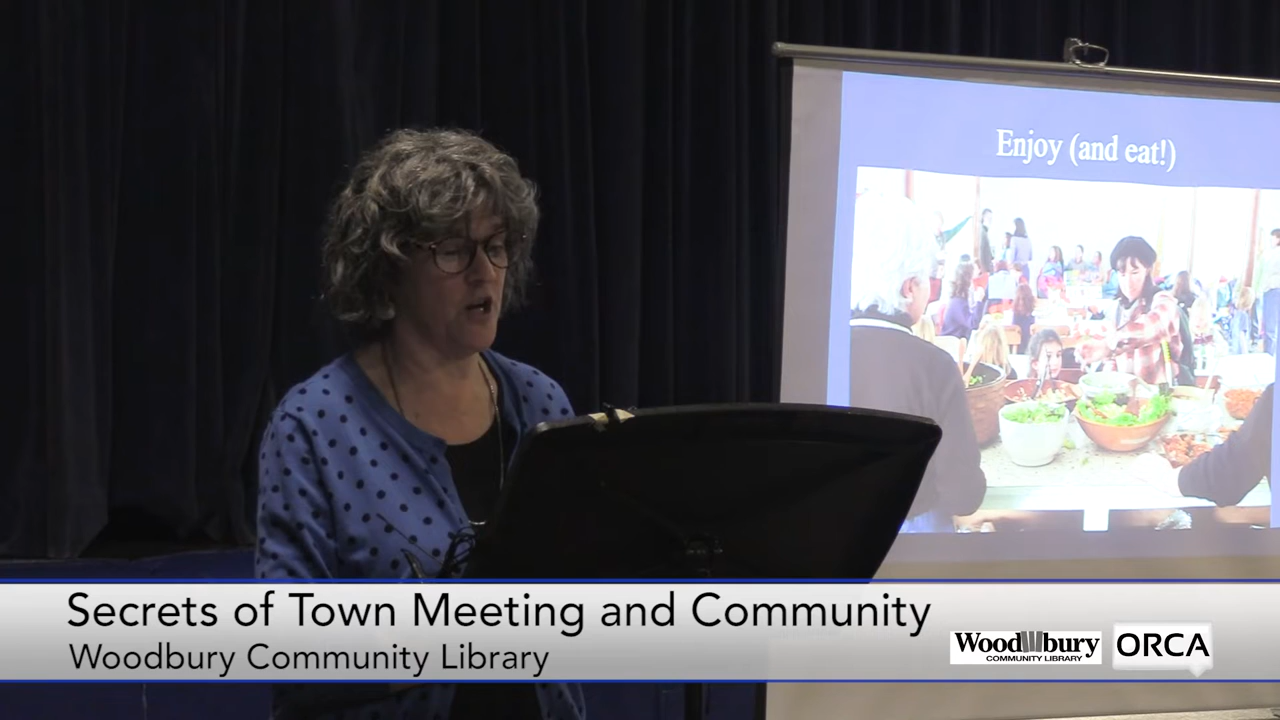 Enjoy (and eat!)
Secrets of Town Meeting and Community
Woodbury Community Library
Woodbury
COMMUNITY LIBRARY
ORCA